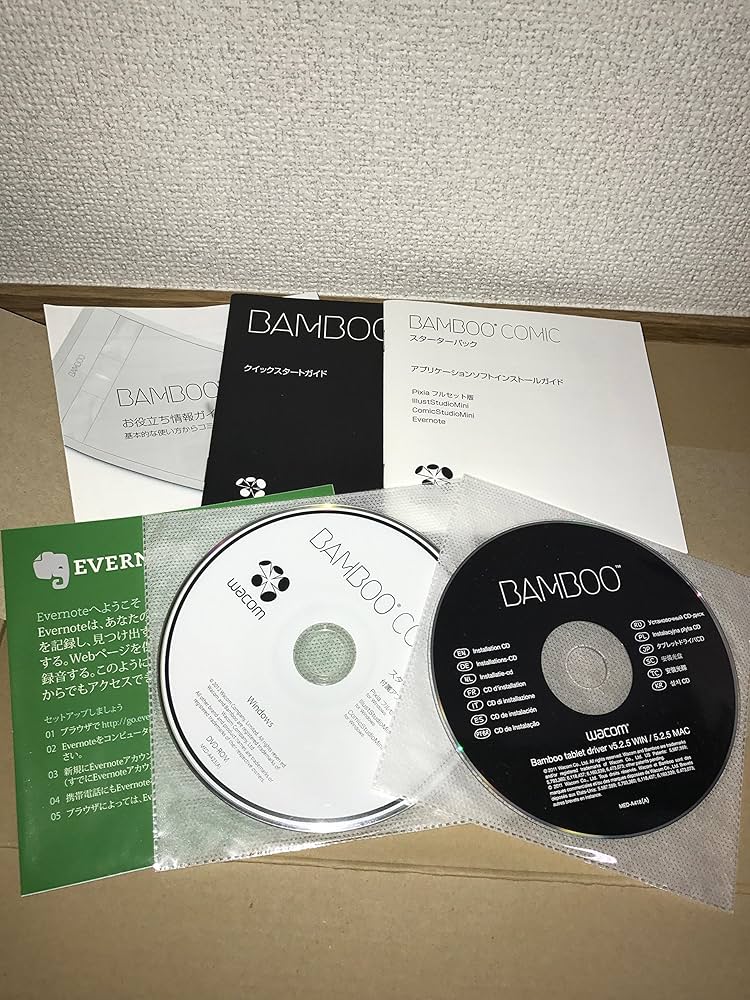 BAMBOO
BAMBOO
お役立ち情報ガイ
基本的な使い方からコミ
BAMBOO
クイックスタートガイド
BAMBOO COMIC
スターターパック
アプリケーションソフトインストールガイド
Pixia フルセット版
IllustStudioMini
ComicStudioMini
Evernote
EVERN
Evernoteへようこそ
Evernoteは、あなたの
を記録し、見つけ出す
する。Webページを
録音する。このように
からでもアクセスでき
セットアップしましょう
01 ブラウザで http://go.eve
02 Evernoteをコンピュータ
さい。
03 新規にEvernoteアカウン
(すでにEvernoteアカウ
04 携帯電話にもEvernote
05 ブラウザによっては、Ev
BAMBOO CO
wacom
Windows
DVD-ROM
BAMBOO™
EN Installation CD
DE Installations-CD
NL Installatie-cd
FR CD d'installation
IT CD di installazione
ES CD de instalación
PT-BR CD de Instalação
RU Установочный CD-диск
PL Instalacyjna płyta CD
JP タブレットドライバCD
SC 安装光盘
TC 安裝光碟
KR 설치 CD
wacom
Bamboo tablet driver v5.2.5 WIN / 5.2.5 MAC
MED-A418(A)